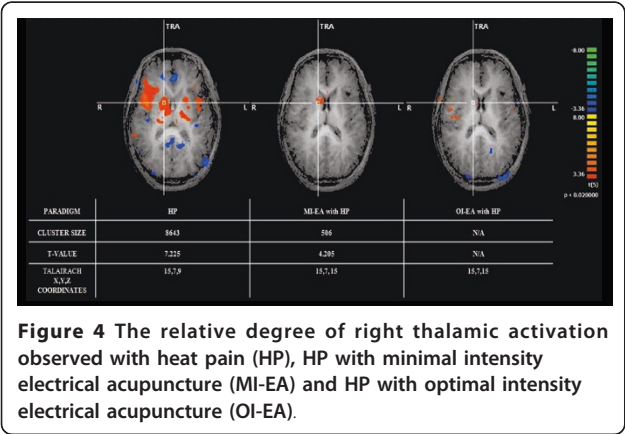 TRA TRA TRA
-8.00
R L R L R L
-3.36
8.00
3.36
t(5)
p < 0.020000
PARADIGM HP MI-EA with HP OI-EA with HP
CLUSTER SIZE 8643 506 N/A
T-VALUE 7.225 4.205 N/A
TALAIRACH
X,Y,Z 15,7,9 15,7,15 15,7,15
COORDINATES
Figure 4 The relative degree of right thalamic activation
observed with heat pain (HP), HP with minimal intensity
electrical acupuncture (MI-EA) and HP with optimal intensity
electrical acupuncture (OI-EA).